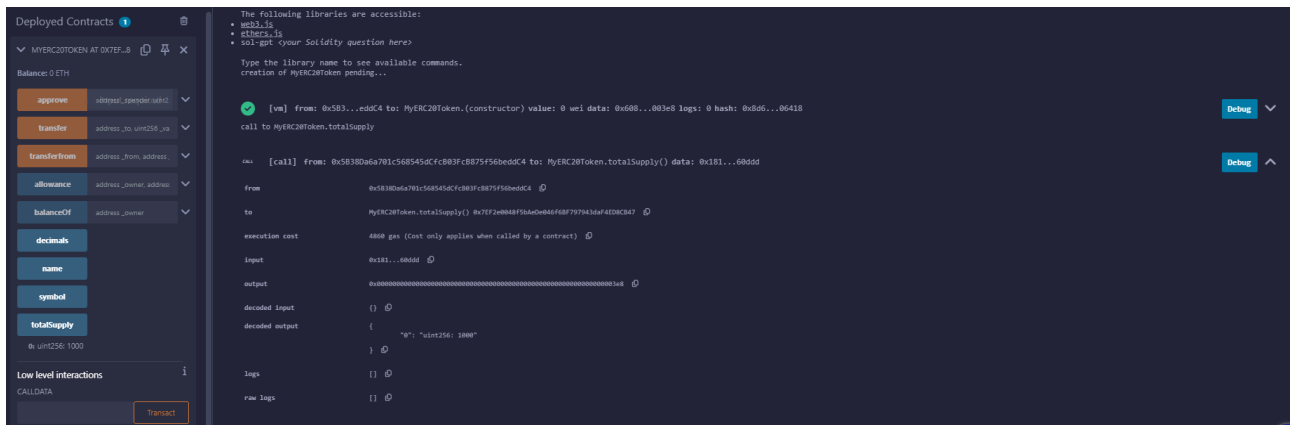 Deployed Contracts 1
MYERC20TOKEN AT 0X7EF...8
Balance: 0 ETH
approve
transfer address _to, uint256 _va
transferfrom address _from, address _
allowance address _owner, address
balanceOf address _owner
decimals
name
symbol
totalSupply
0: uint256: 1000
Low level interactions i
CALLDATA
Transact
The following libraries are accessible:
• web3.js
• ethers.js
• sol-gpt <your Solidity question here>
Type the library name to see available commands.
creation of MyERC20Token pending...
[vm] from: 0x5B3...eddC4 to: MyERC20Token.(constructor) value: 0 wei data: 0x608...003e8 logs: 0 hash: 0x8d6...06418 Debug
call to MyERC20Token.totalSupply
CALL [call] from: 0x5B38Da6a701c568545dCfcB03FcB875f56beddC4 to: MyERC20Token.totalSupply() data: 0x181...60ddd Debug
from 0x5B38Da6a701c568545dCfcB03FcB875f56beddC4
to MyERC20Token.totalSupply()
execution cost 4860 gas (Cost only applies when called by a contract)
input 0x181...60ddd
output 0x00000000000000000000000000000000000000000000000000000000000003e8
decoded input {}
decoded output {
"0": "uint256: 1000"
}
logs []
raw logs []